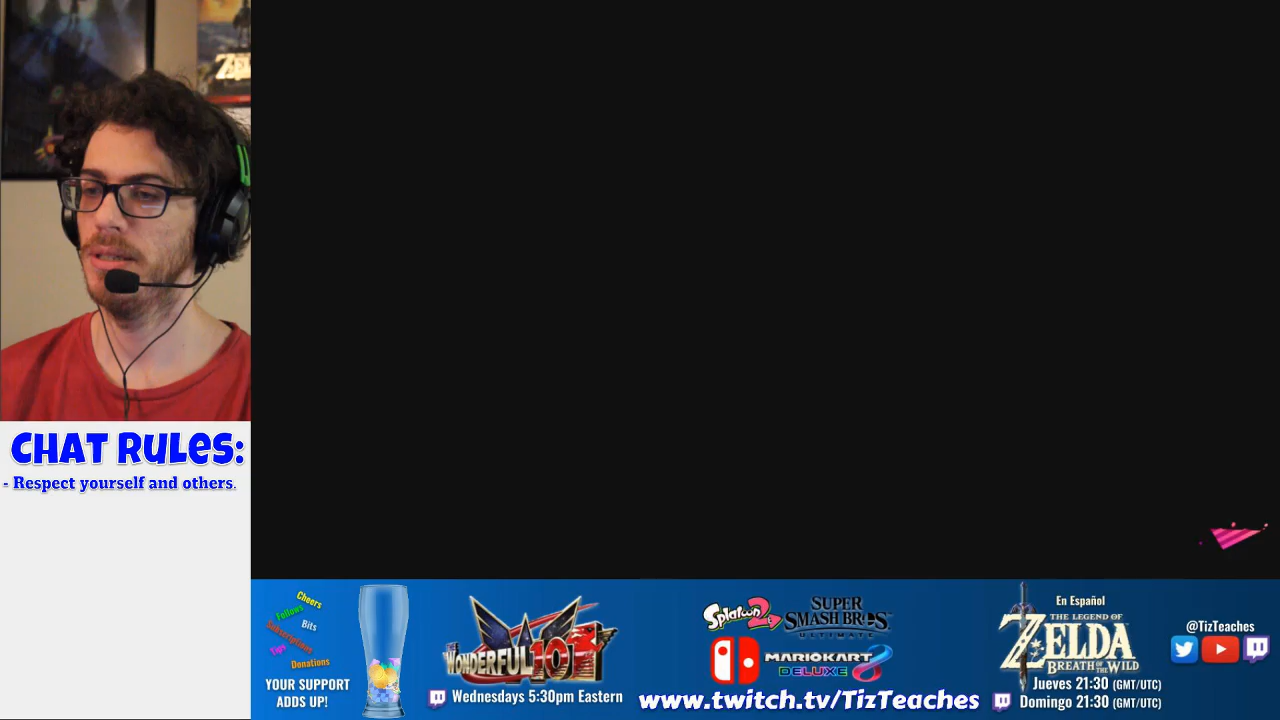 ZELDA
CHAT RULES:
- Respect yourself and others.
Cheers
Follows
Bits
Subscriptions
Tips
Donations
YOUR SUPPORT
ADDS UP!
THE WONDERFUL 101
Wednesdays 5:30pm Eastern
Splatoon 2
SUPER
SMASH BROS.
ULTIMATE
MARIOKART 8
DELUXE
www.twitch.tv/TizTeaches
En Español
THE LEGEND OF
ZELDA
BREATH OF THE WILD
Jueves 21:30 (GMT/UTC)
Domingo 21:30 (GMT/UTC)
@TizTeaches